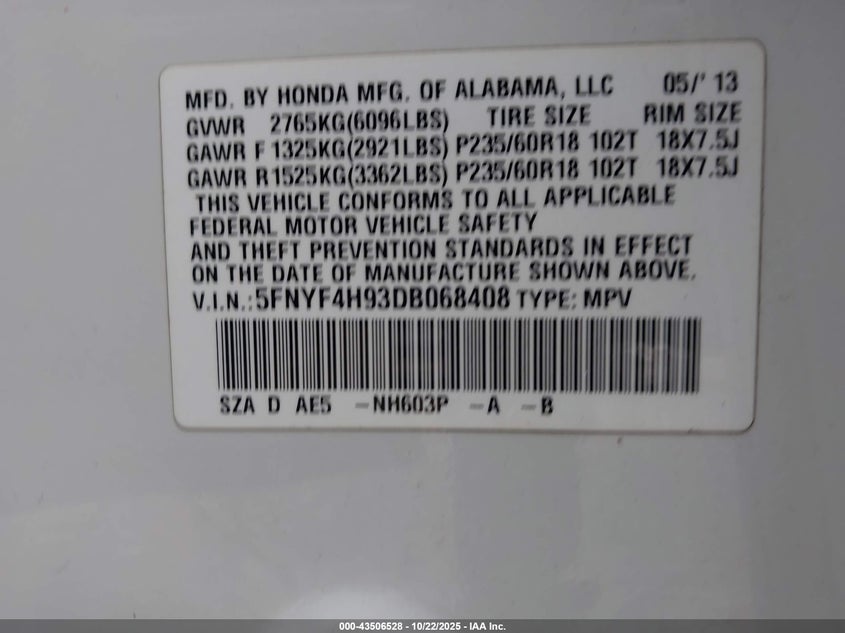 MFD. BY HONDA MFG. OF ALABAMA, LLC 05/' 13
GVWR 2765KG(6096LBS) TIRE SIZE RIM SIZE
GAWR F 1325KG(2921LBS) P235/60R18 102T 18X7.5J
GAWR R1525KG(3362LBS) P235/60R18 102T 18X7.5J
THIS VEHICLE CONFORMS TO ALL APPLICABLE
FEDERAL MOTOR VEHICLE SAFETY
AND THEFT PREVENTION STANDARDS IN EFFECT
ON THE DATE OF MANUFACTURE SHOWN ABOVE.
V.I.N.:5FNYF4H93DB068408 TYPE: MPV
SZA D AE5 -NH603P -A -B
000-43506528 - 10/22/2025 - IAA Inc.